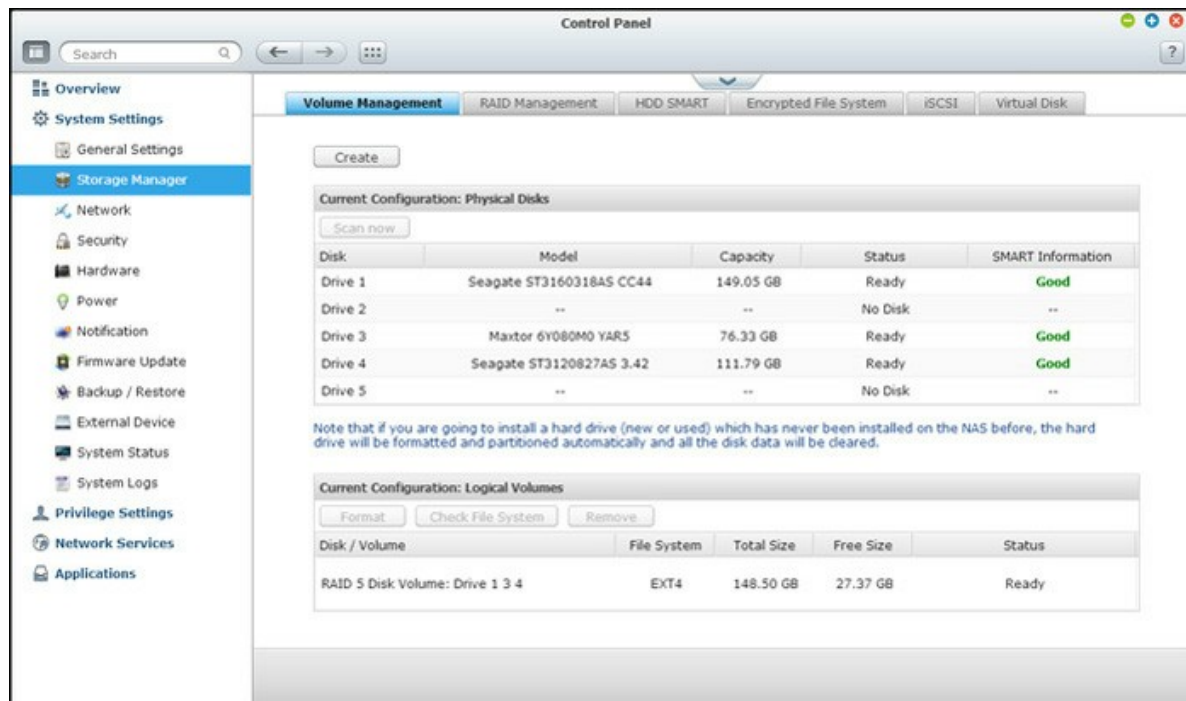 Control Panel
Search
?
Overview
System Settings
General Settings
Storage Manager
Network
Security
Hardware
Power
Notification
Firmware Update
Backup / Restore
External Device
System Status
System Logs
Privilege Settings
Network Services
Applications
Volume Management RAID Management HDD SMART Encrypted File System iSCSI Virtual Disk
Create
Current Configuration: Physical Disks
Scan now
Disk Model Capacity Status SMART Information
Drive 1 Seagate ST3160318AS CC44 149.05 GB Ready Good
Drive 2 -- -- No Disk --
Drive 3 Maxtor 6Y080M0 YAR5 76.33 GB Ready Good
Drive 4 Seagate ST3120827AS 3.42 111.79 GB Ready Good
Drive 5 -- -- No Disk --
Note that if you are going to install a hard drive (new or used) which has never been installed on the NAS before, the hard
drive will be formatted and partitioned automatically and all the disk data will be cleared.
Current Configuration: Logical Volumes
Format Check File System Remove
Disk / Volume File System Total Size Free Size Status
RAID 5 Disk Volume: Drive 1 3 4 EXT4 148.50 GB 27.37 GB Ready